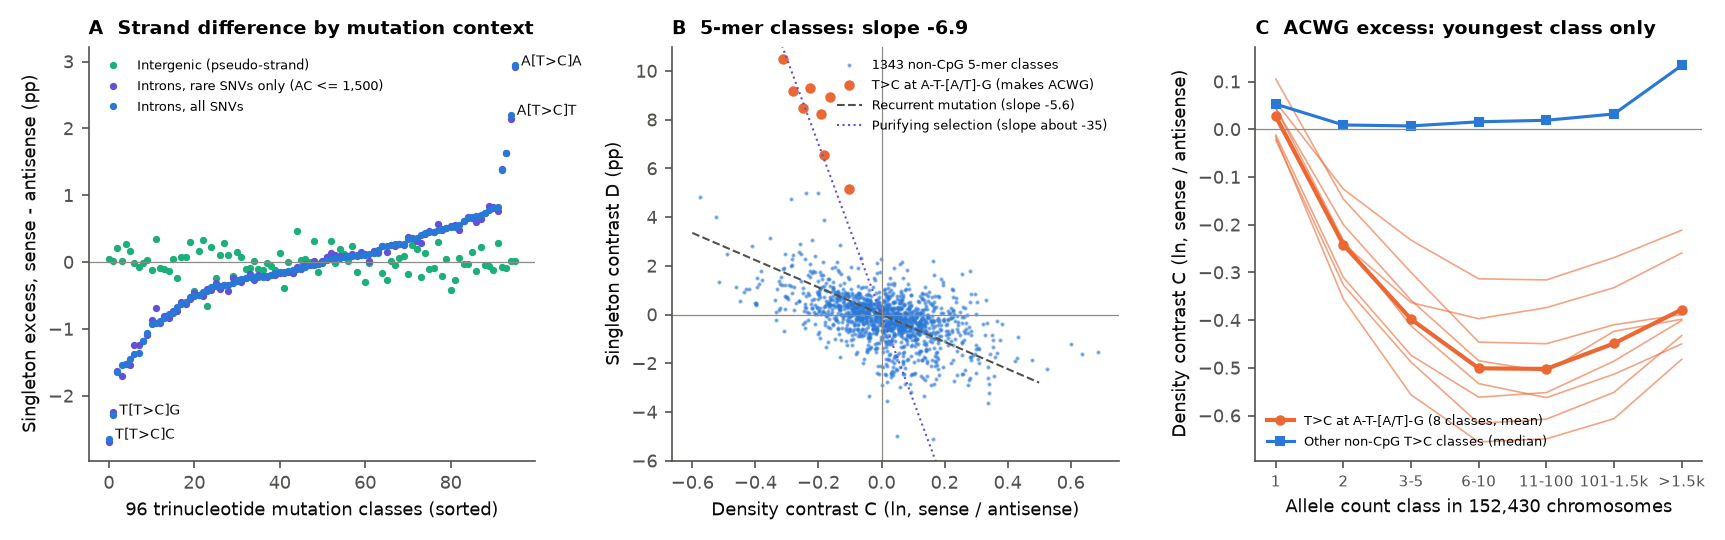 A  Strand difference by mutation context
Singleton excess, sense - antisense (pp)
3
2
1
0
−1
−2
Intergenic (pseudo-strand)
Introns, rare SNVs only (AC <= 1,500)
Introns, all SNVs
A[T>C]A
A[T>C]T
T[T>C]G
T[T>C]C
0 20 40 60 80
96 trinucleotide mutation classes (sorted)
B  5-mer classes: slope -6.9
Singleton contrast D (pp)
10
8
6
4
2
0
−2
−4
−6
1343 non-CpG 5-mer classes
T>C at A-T-[A/T]-G (makes ACWG)
Recurrent mutation (slope -5.6)
Purifying selection (slope about -35)
−0.6 −0.4 −0.2 0.0 0.2 0.4 0.6
Density contrast C (ln, sense / antisense)
C  ACWG excess: youngest class only
Density contrast C (ln, sense / antisense)
0.1
0.0
−0.1
−0.2
−0.3
−0.4
−0.5
−0.6
T>C at A-T-[A/T]-G (8 classes, mean)
Other non-CpG T>C classes (median)
1 2 3-5 6-10 11-100 101-1.5k >1.5k
Allele count class in 152,430 chromosomes